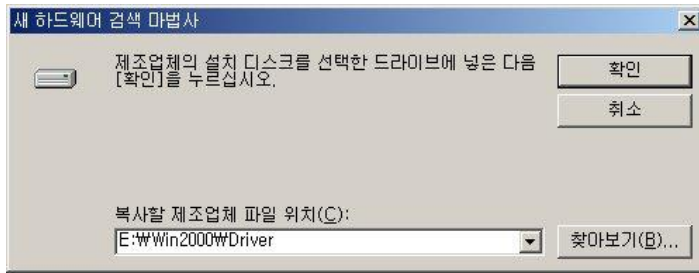 새 하드웨어 검색 마법사
제조업체의 설치 디스크를 선택한 드라이브에 넣은 다음
[확인]을 누르십시오.
확인
취소
복사할 제조업체 파일 위치(C):
E:₩Win2000₩Driver
찾아보기(B)...